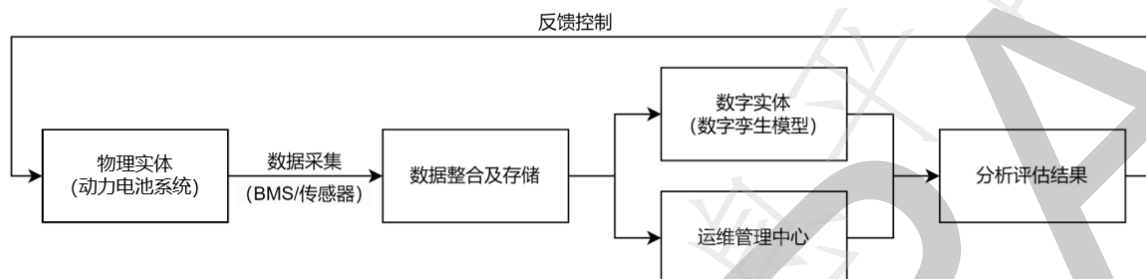 反馈控制
物理实体
(动力电池系统)
数据采集
(BMS/传感器)
数据整合及存储
数字实体
(数字孪生模型)
运维管理中心
分析评估结果